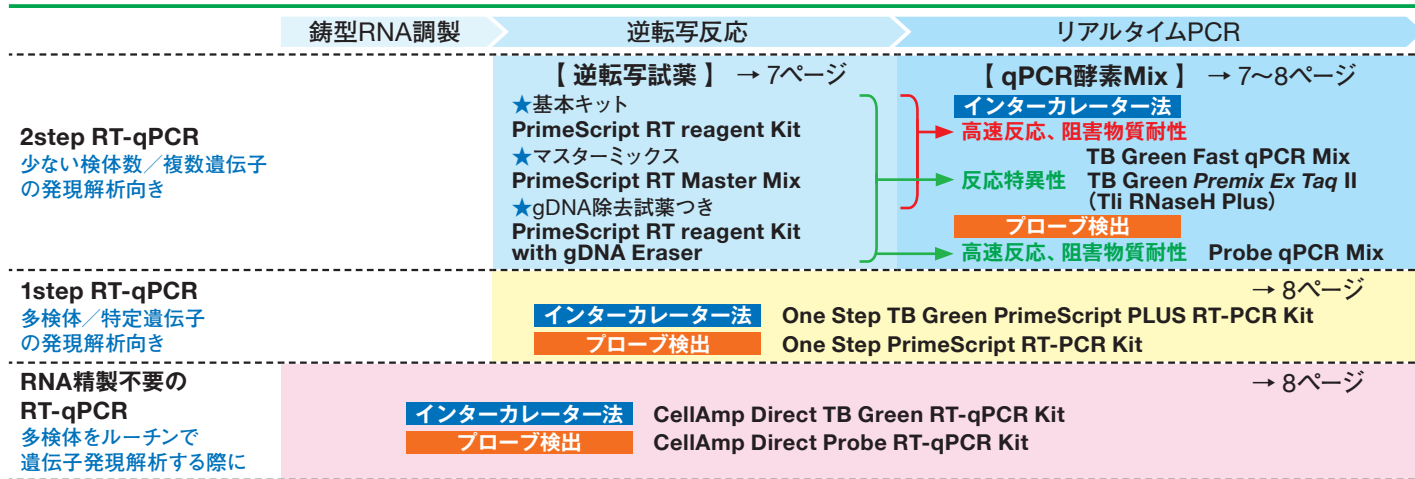 鋳型RNA調製
逆転写反応
リアルタイムPCR
2step RT-qPCR
少ない検体数／複数遺伝子
の発現解析向き
【 逆転写試薬 】 → 7ページ
★基本キット
PrimeScript RT reagent Kit
★マスターミックス
PrimeScript RT Master Mix
★gDNA除去試薬つき
PrimeScript RT reagent Kit
with gDNA Eraser
【 qPCR酵素Mix 】 → 7〜8ページ
インターカレーター法
高速反応、阻害物質耐性
TB Green Fast qPCR Mix
反応特異性 TB Green Premix Ex Taq II
（Tli RNaseH Plus）
プローブ検出
高速反応、阻害物質耐性 Probe qPCR Mix
1step RT-qPCR
多検体／特定遺伝子
の発現解析向き
→ 8ページ
インターカレーター法 One Step TB Green PrimeScript PLUS RT-PCR Kit
プローブ検出 One Step PrimeScript RT-PCR Kit
RNA精製不要の
RT-qPCR
多検体をルーチンで
遺伝子発現解析する際に
→ 8ページ
インターカレーター法 CellAmp Direct TB Green RT-qPCR Kit
プローブ検出 CellAmp Direct Probe RT-qPCR Kit